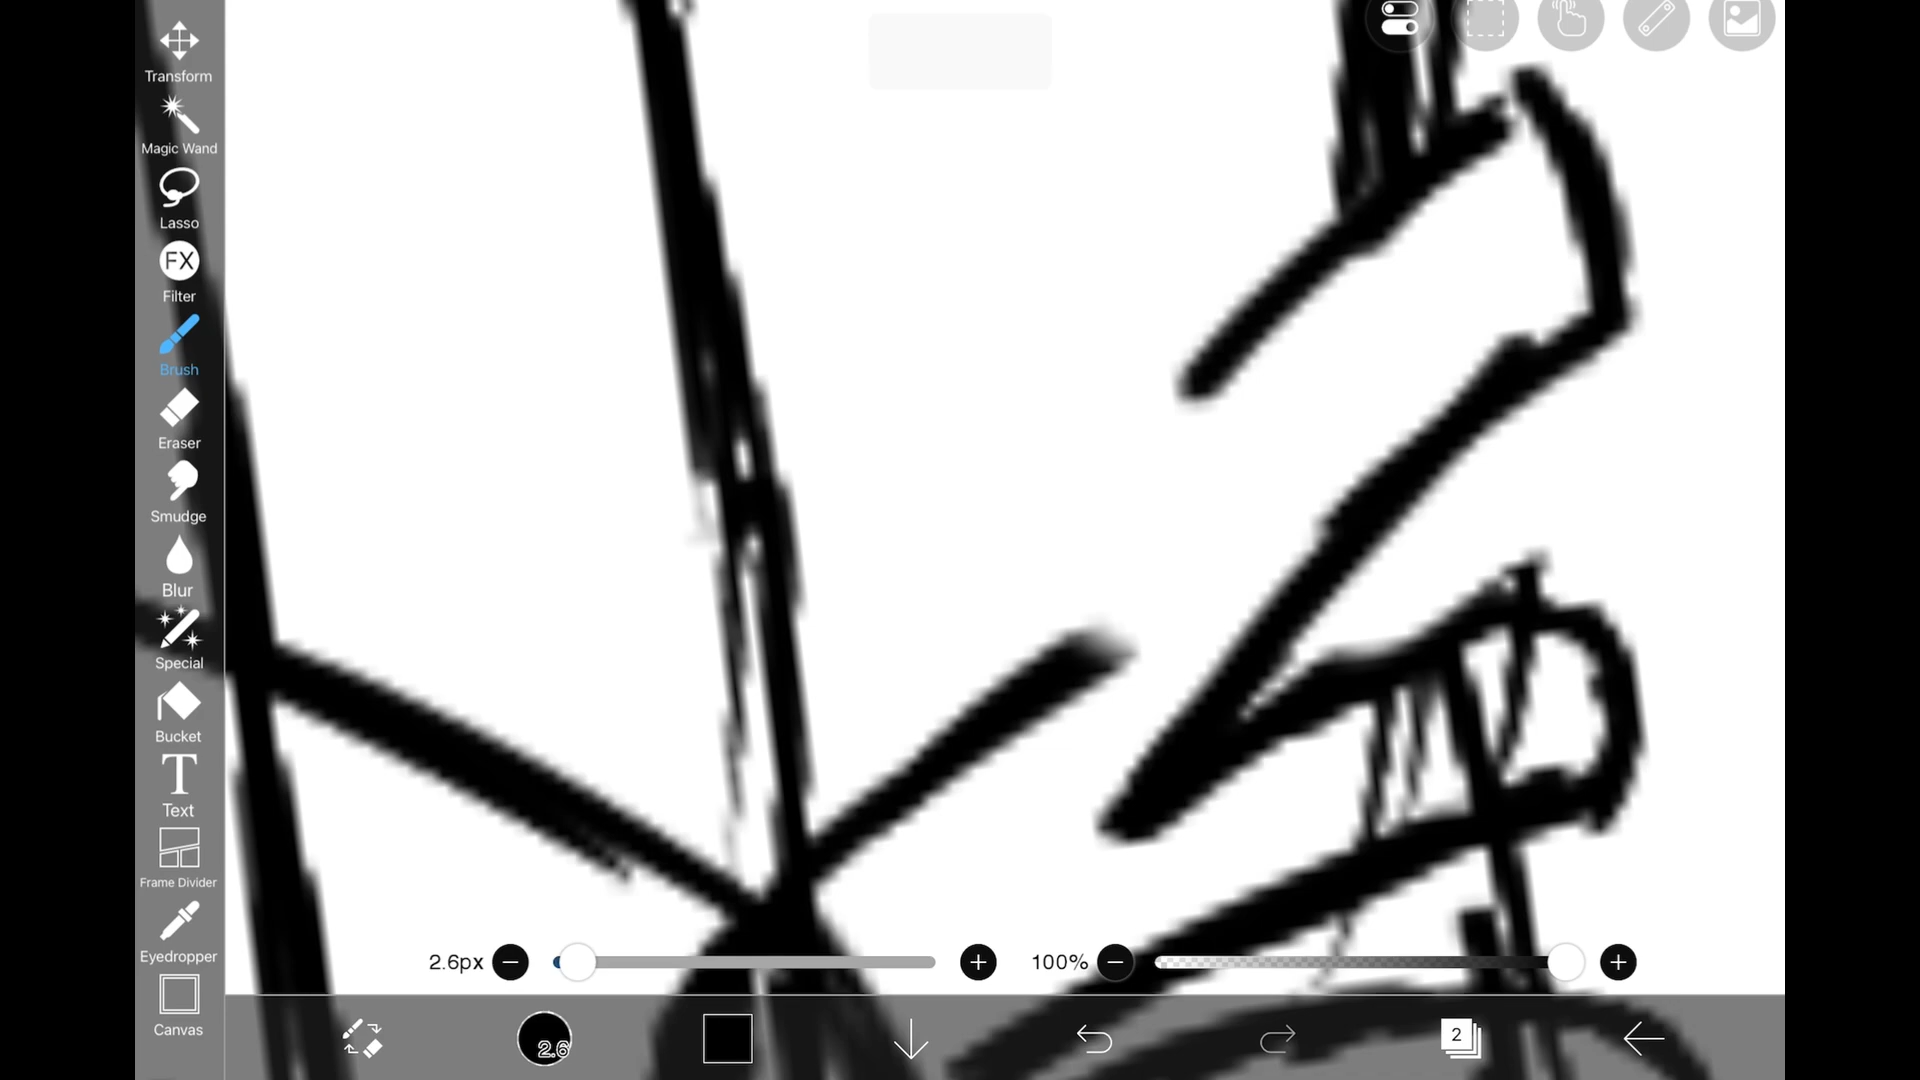 Transform
Magic Wand
Lasso
FX
Filter
Brush
Eraser
Smudge
Blur
Special
Bucket
T
Text
Frame Divider
Eyedropper
Canvas
2.6px
100%
2.6
2